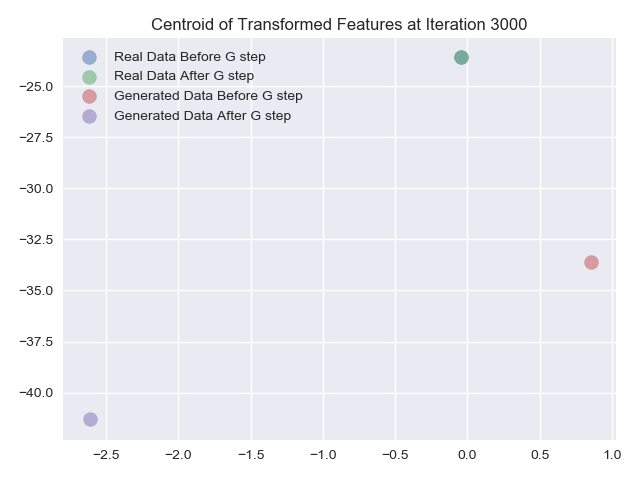 Centroid of Transformed Features at Iteration 3000
Real Data Before G step
Real Data After G step
Generated Data Before G step
Generated Data After G step
−25.0
−27.5
−30.0
−32.5
−35.0
−37.5
−40.0
−2.5 −2.0 −1.5 −1.0 −0.5 0.0 0.5 1.0